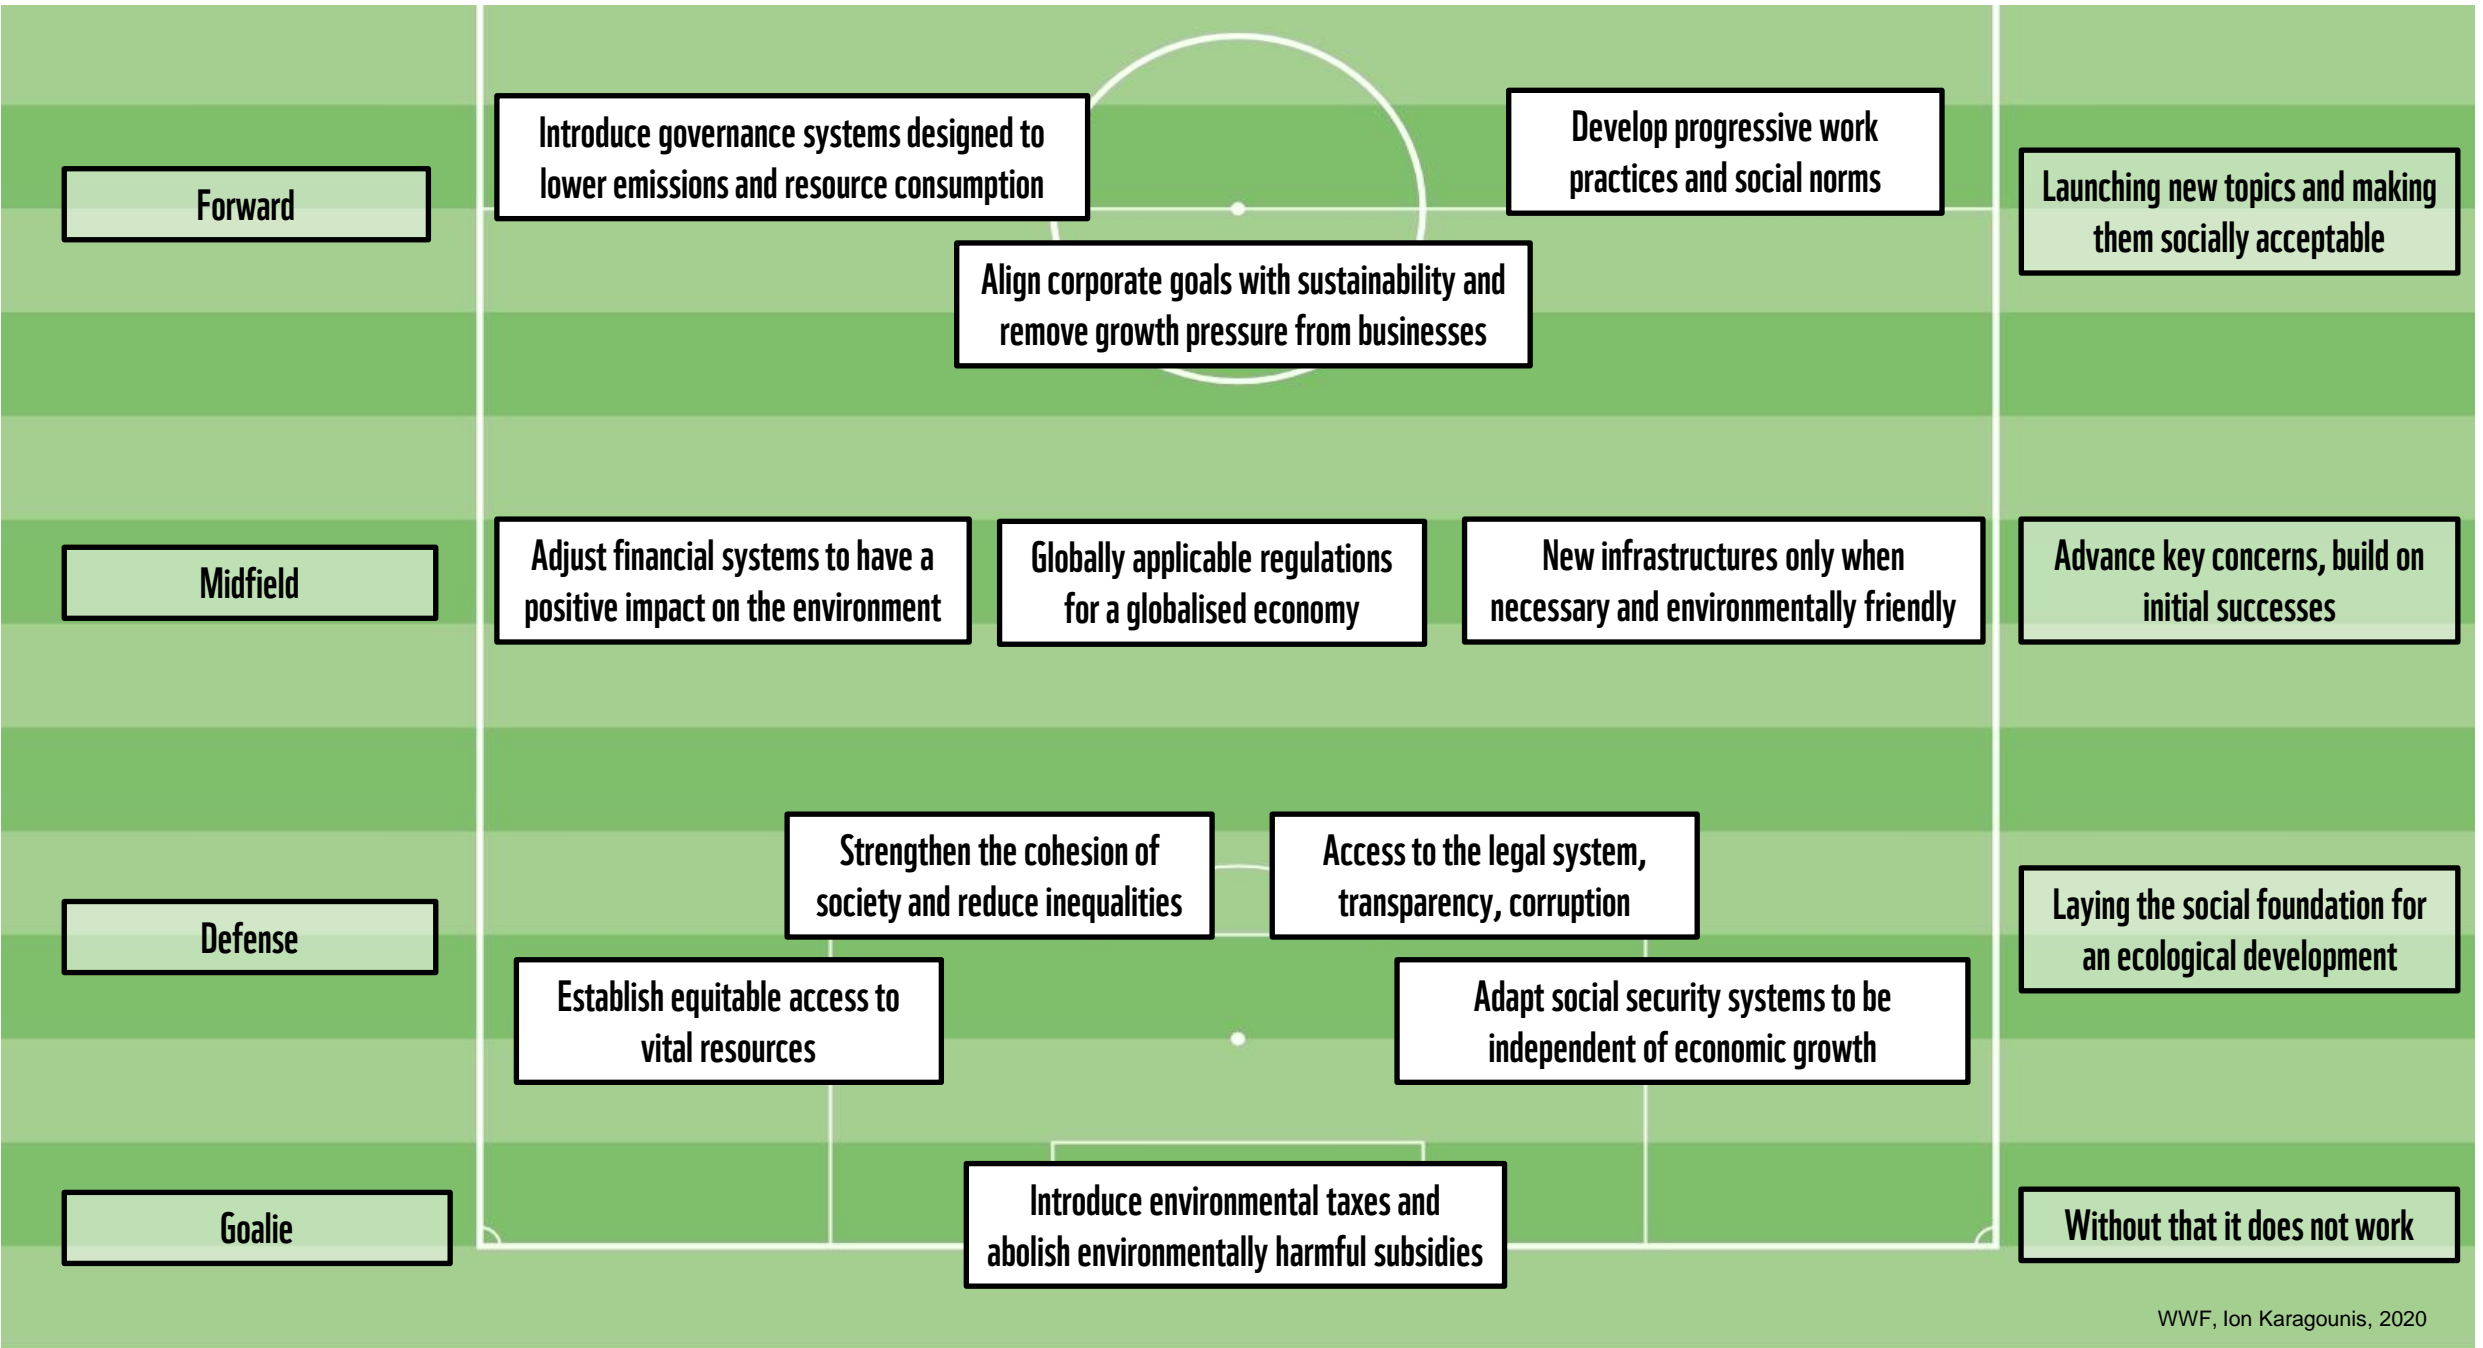 Forward
Introduce governance systems designed to
lower emissions and resource consumption
Develop progressive work
practices and social norms
Align corporate goals with sustainability and
remove growth pressure from businesses
Launching new topics and making
them socially acceptable
Midfield
Adjust financial systems to have a
positive impact on the environment
Globally applicable regulations
for a globalised economy
New infrastructures only when
necessary and environmentally friendly
Advance key concerns, build on
initial successes
Defense
Strengthen the cohesion of
society and reduce inequalities
Access to the legal system,
transparency, corruption
Establish equitable access to
vital resources
Adapt social security systems to be
independent of economic growth
Laying the social foundation for
an ecological development
Goalie
Introduce environmental taxes and
abolish environmentally harmful subsidies
Without that it does not work
WWF, Ion Karagounis, 2020